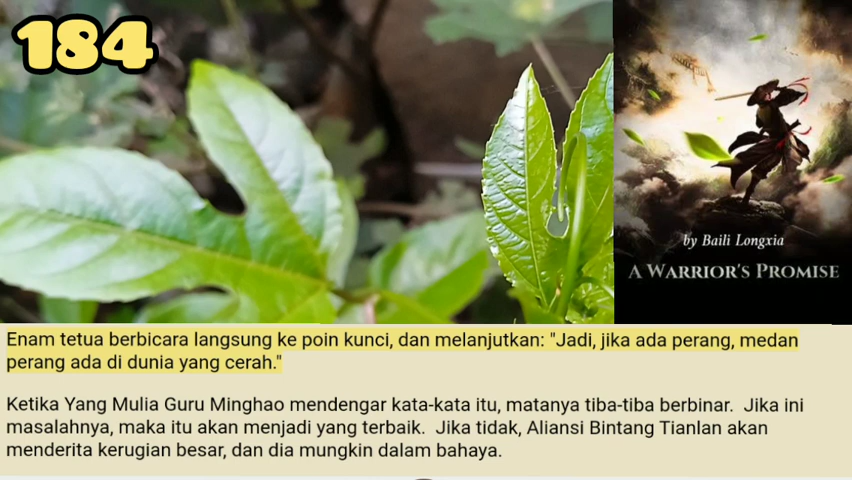 184
by Baili Longxia
A WARRIOR'S PROMISE
Enam tetua berbicara langsung ke poin kunci, dan melanjutkan: "Jadi, jika ada perang, medan
perang ada di dunia yang cerah."
Ketika Yang Mulia Guru Minghao mendengar kata-kata itu, matanya tiba-tiba berbinar. Jika ini
masalahnya, maka itu akan menjadi yang terbaik. Jika tidak, Aliansi Bintang Tianlan akan
menderita kerugian besar, dan dia mungkin dalam bahaya.